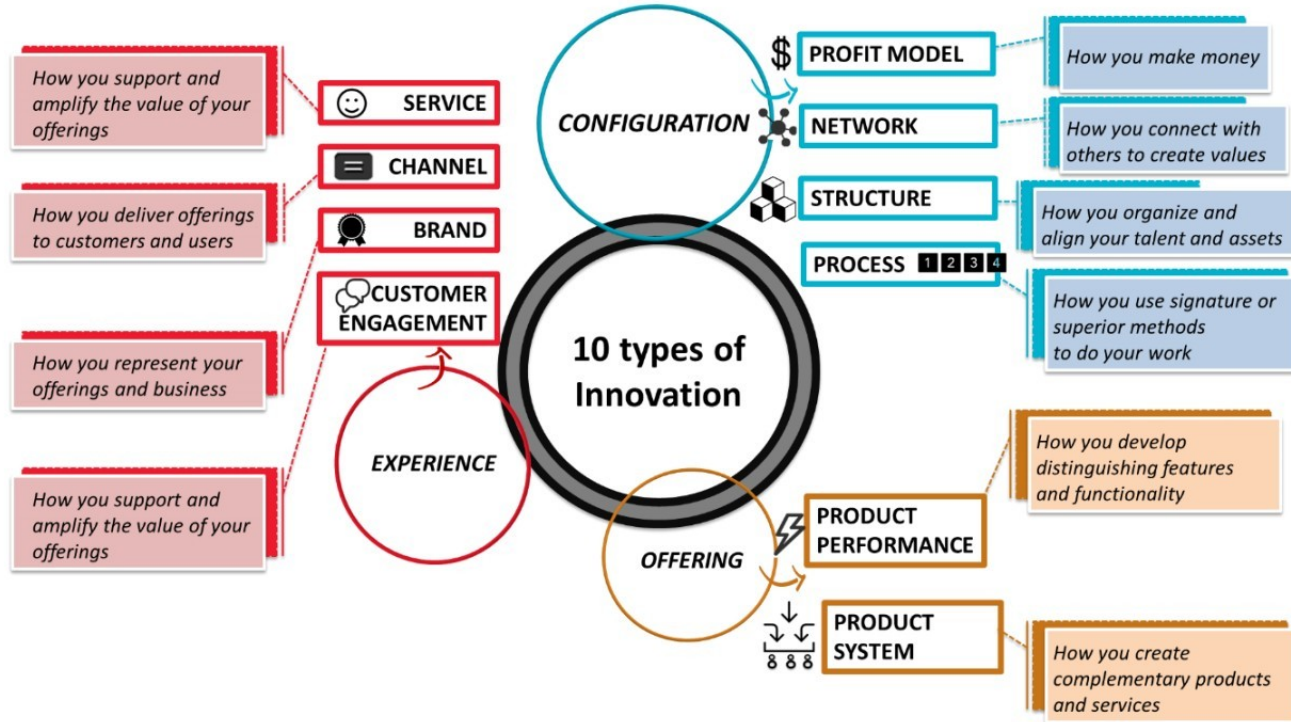 How you support and
amplify the value of your
offerings
SERVICE
CHANNEL
How you deliver offerings
to customers and users
BRAND
CUSTOMER
ENGAGEMENT
How you represent your
offerings and business
How you support and
amplify the value of your
offerings
EXPERIENCE
10 types of
Innovation
CONFIGURATION
$ PROFIT MODEL
How you make money
NETWORK
How you connect with
others to create values
STRUCTURE
How you organize and
align your talent and assets
PROCESS 1 2 3 4
How you use signature or
superior methods
to do your work
OFFERING
PRODUCT
PERFORMANCE
How you develop
distinguishing features
and functionality
PRODUCT
SYSTEM
How you create
complementary products
and services